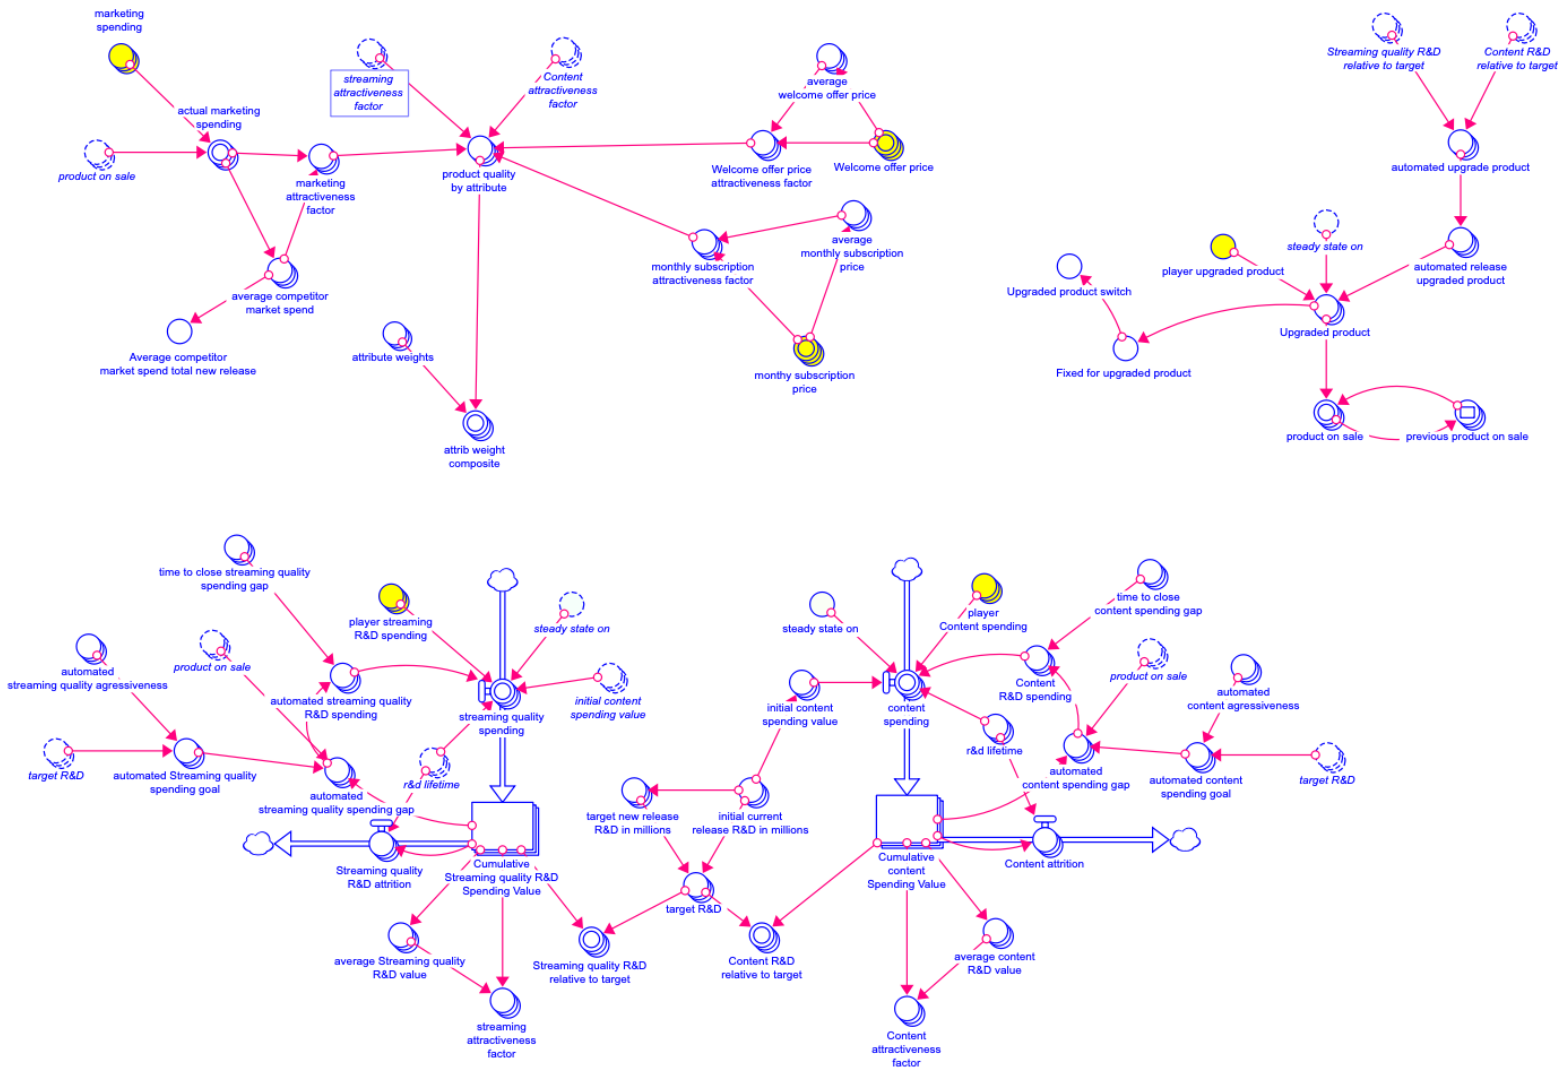 marketing
spending
actual marketing
spending
product on sale
marketing
attractiveness
factor
average competitor
market spend
Average competitor
market spend total new release
streaming
attractiveness
factor
Content
attractiveness
factor
product quality
by attribute
average
welcome offer price
Welcome offer price
attractiveness factor
Welcome offer price
average
monthly subscription
price
monthly subscription
attractiveness factor
monthy subscription
price
attribute weights
attrib weight
composite
Streaming quality R&D
relative to target
Content R&D
relative to target
automated upgrade product
steady state on
player upgraded product
automated release
upgraded product
Upgraded product switch
Upgraded product
Fixed for upgraded product
product on sale
previous product on sale
time to close streaming quality
spending gap
player streaming
R&D spending
steady state on
product on sale
automated
streaming quality agressiveness
automated streaming quality
R&D spending
initial content
spending value
streaming quality
spending
target R&D
automated Streaming quality
spending goal
r&d lifetime
automated
streaming quality spending gap
Streaming quality
R&D attrition
Cumulative
Streaming quality R&D
Spending Value
average Streaming quality
R&D value
streaming
attractiveness
factor
Streaming quality R&D
relative to target
target new release
R&D in millions
initial current
release R&D in millions
target R&D
Content R&D
relative to target
steady state on
player
Content spending
time to close
content spending gap
initial content
spending value
content
spending
Content
R&D spending
product on sale
automated
content agressiveness
r&d lifetime
automated
content spending gap
automated content
spending goal
target R&D
Cumulative
content
Spending Value
Content attrition
average content
R&D value
Content
attractiveness
factor